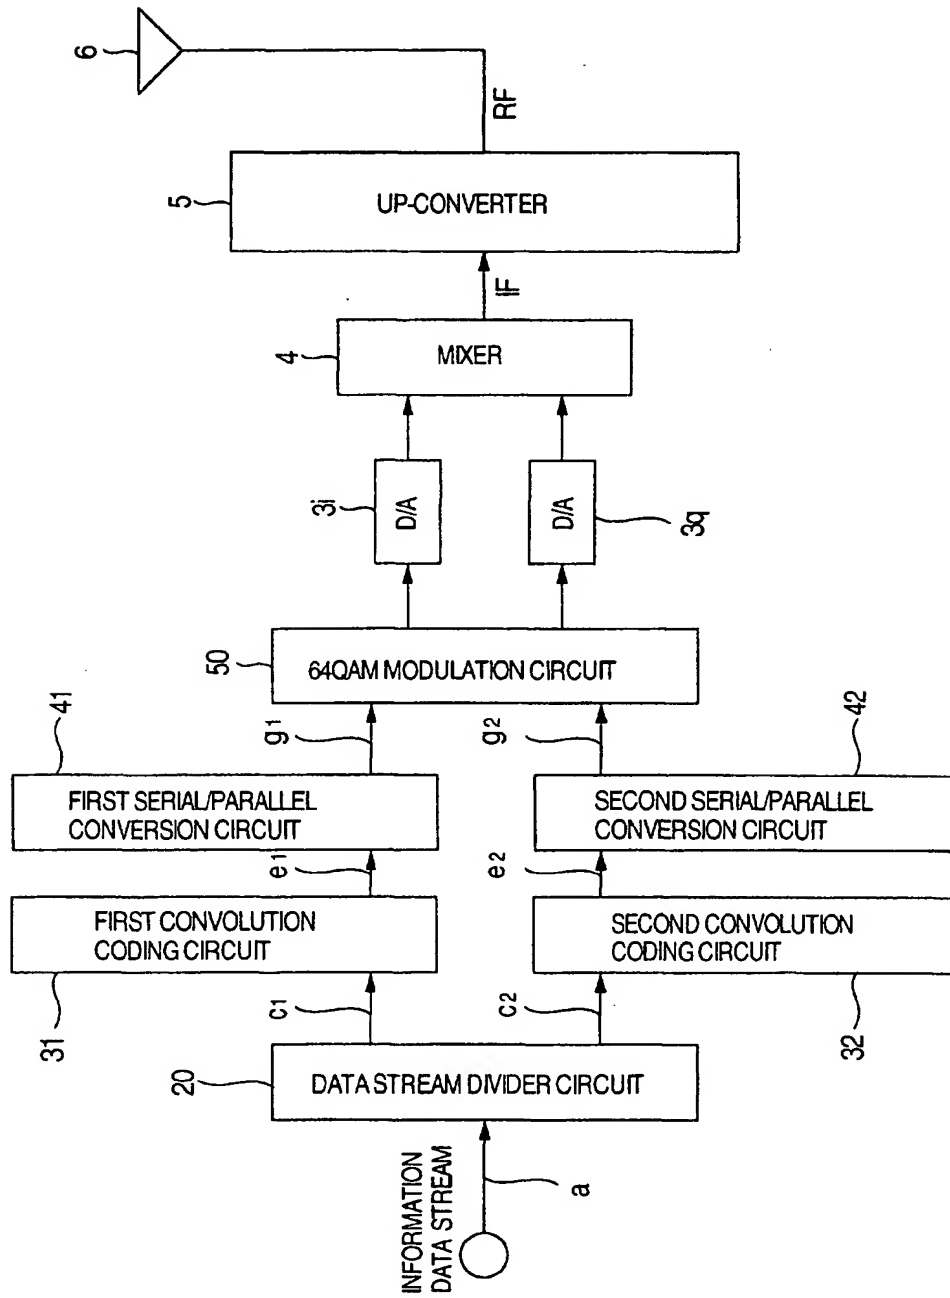 6
RF
5
UP-CONVERTER
IF
4
MIXER
3i
D/A
D/A
3q
50
64QAM MODULATION CIRCUIT
41
g1
g2
42
FIRST SERIAL/PARALLEL
CONVERSION CIRCUIT
SECOND SERIAL/PARALLEL
CONVERSION CIRCUIT
e1
e2
FIRST CONVOLUTION
CODING CIRCUIT
SECOND CONVOLUTION
CODING CIRCUIT
31
c1
c2
32
20
DATA STREAM DIVIDER CIRCUIT
INFORMATION
DATA STREAM
a